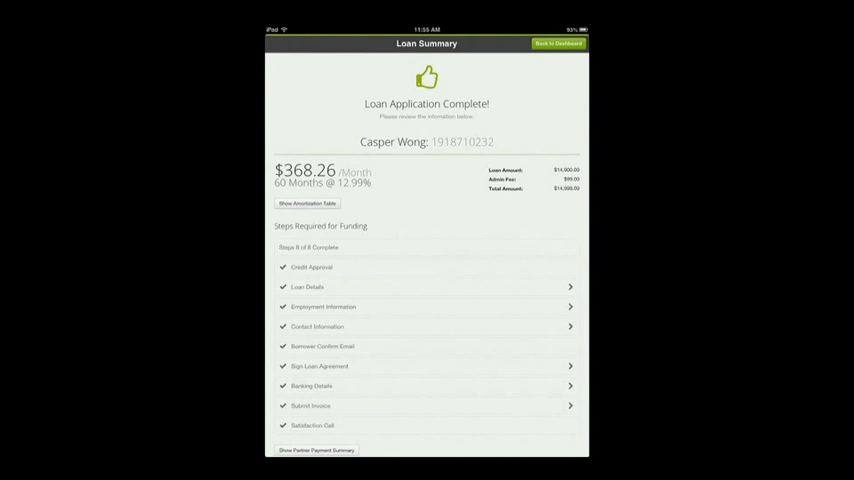 iPad 11:55 AM 93%
Loan Summary Back to Dashboard
Loan Application Complete!
Please review the infomation below.
Casper Wong: 1918710232
$368.26 /Month
60 Months @ 12.99%
Loan Amount: $14,900.00
Admin Fee: $99.00
Total Amount: $14,999.00
Show Amortization Table
Steps Required for Funding
Steps 8 of 8 Complete
Credit Approval
Loan Details
Employment Information
Contact Information
Borrower Confirm Email
Sign Loan Agreement
Banking Details
Submit Invoice
Satisfaction Call
Show Partner Payment Summary